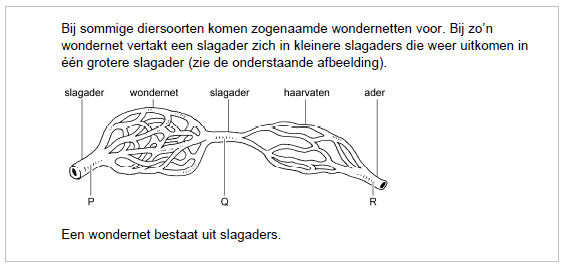 Bij sommige diersoorten komen zogenaamde wondernetten voor. Bij zo’n
wondernet vertakt een slagader zich in kleinere slagaders die weer uitkomen in
één grotere slagader (zie de onderstaande afbeelding).
slagader wondernet slagader haarvaten ader
P Q R
Een wondernet bestaat uit slagaders.